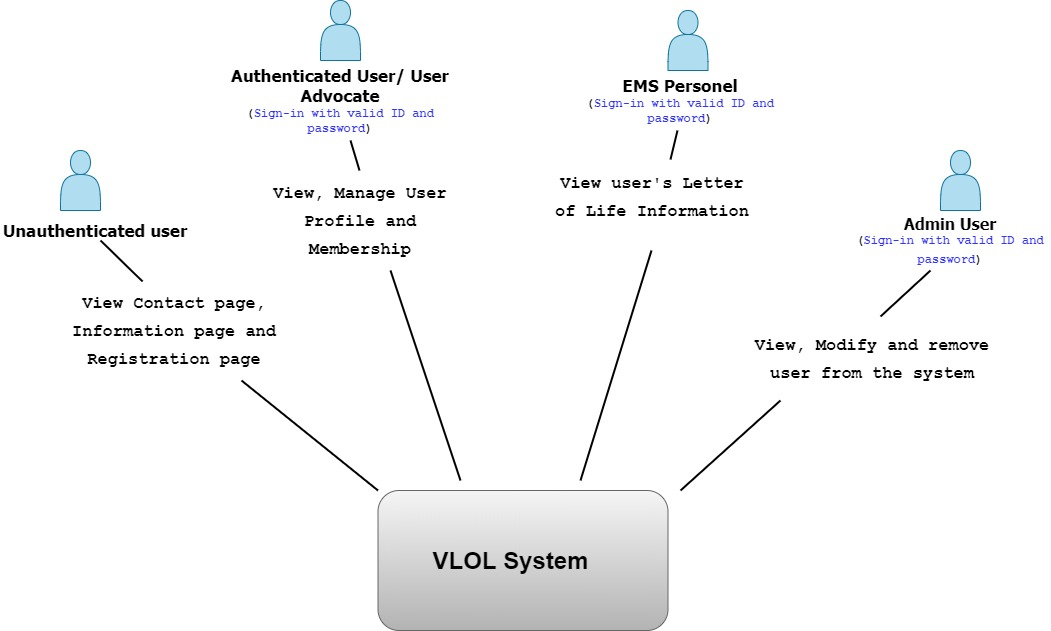 Authenticated User/ User
Advocate
(Sign-in with valid ID and
password)
EMS Personel
(Sign-in with valid ID and
password)
Unauthenticated user
Admin User
(Sign-in with valid ID and
password)
View, Manage User
Profile and
Membership
View user's Letter
of Life Information
View Contact page,
Information page and
Registration page
View, Modify and remove
user from the system
VLOL System